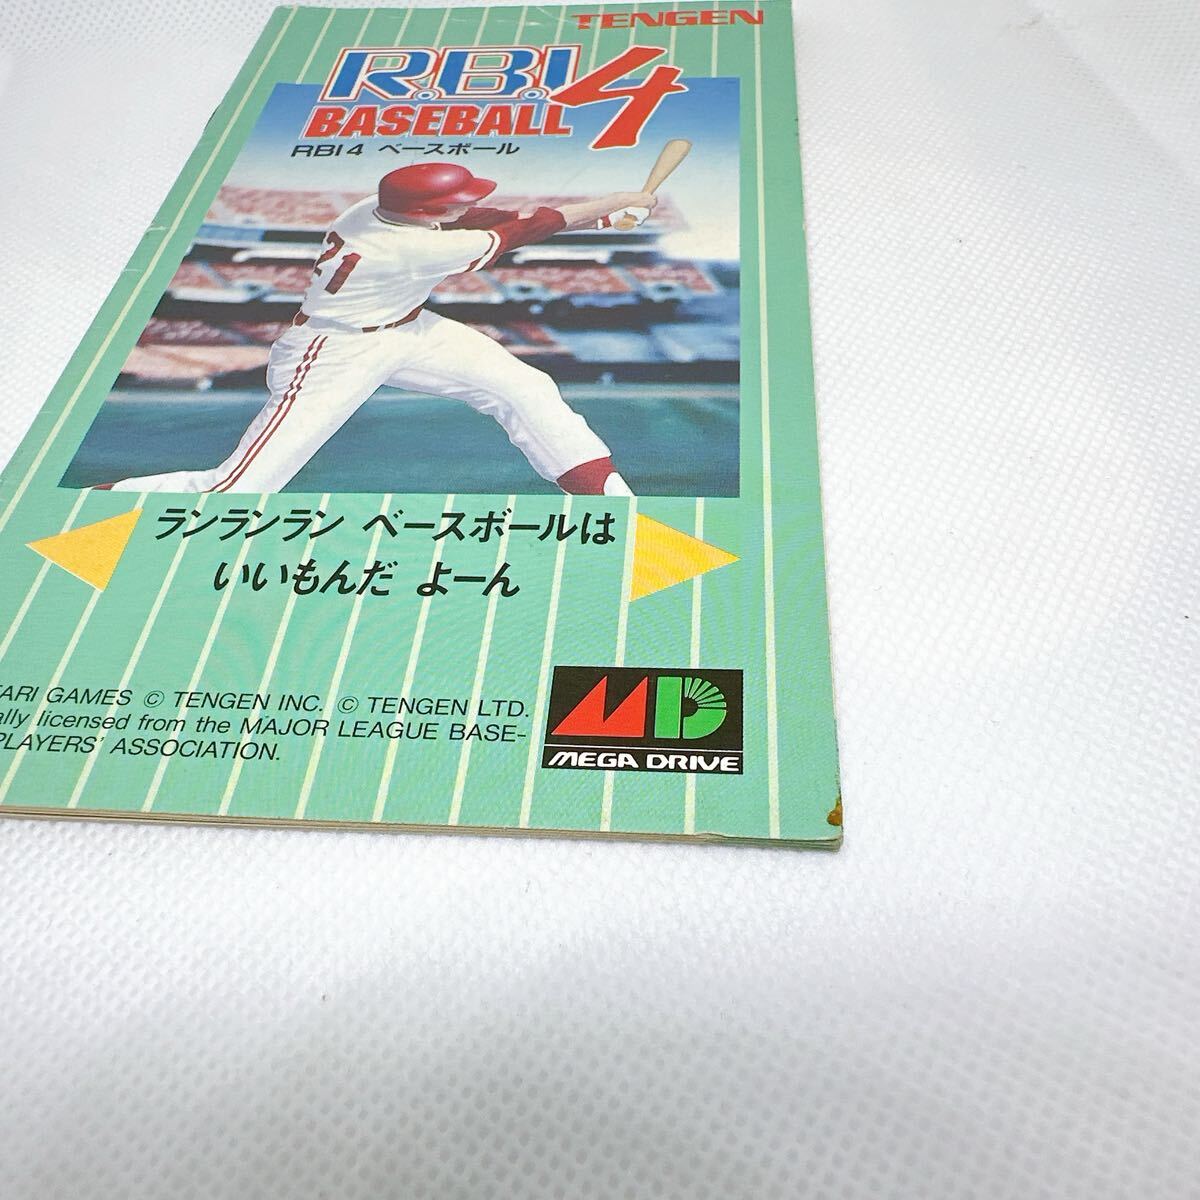 TENGEN
R.B.I.4
BASEBALL
RBI4 ベースボール
21
ランランラン ベースボールは
いいもんだ よーん
ARI GAMES © TENGEN INC. © TENGEN LTD.
ally licensed from the MAJOR LEAGUE BASE-
PLAYERS' ASSOCIATION.
MD
MEGA DRIVE